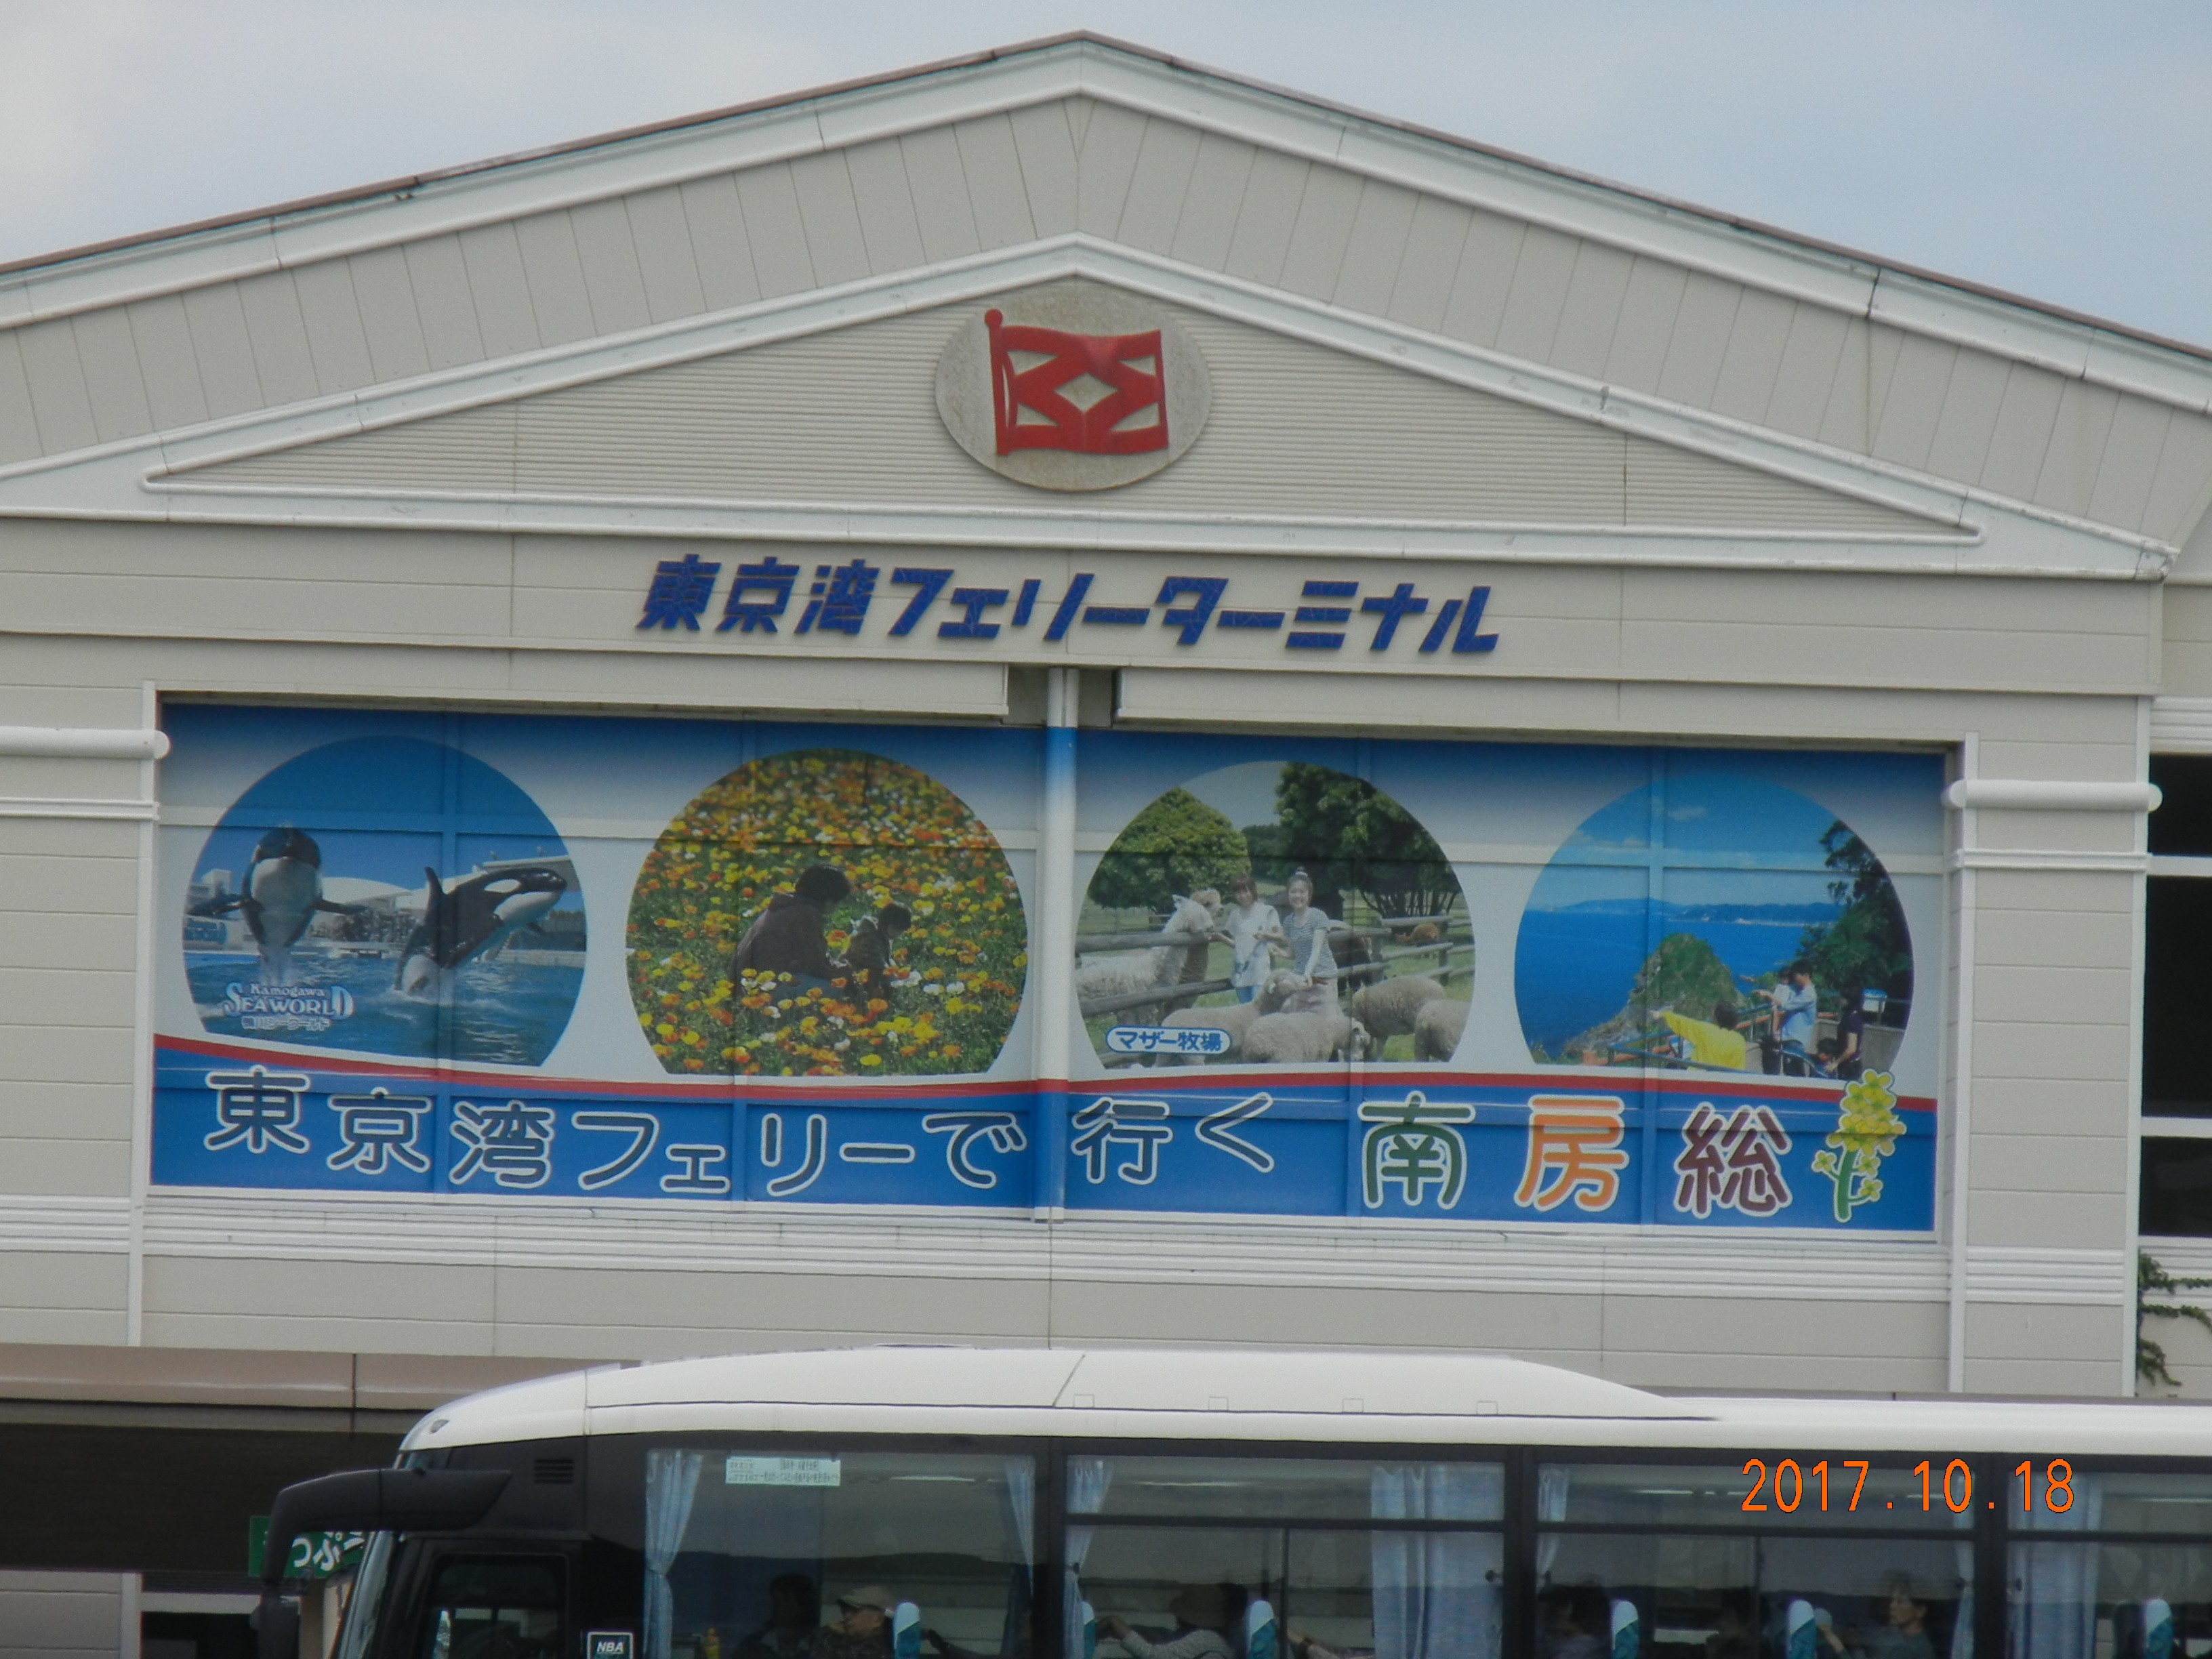 東京湾フェリーターミナル
Kamogawa
SEAWORLD
鴨川シーワールド
マザー牧場
東京湾フェリーで行く南房総
2017.10.18
つぷ
NBA